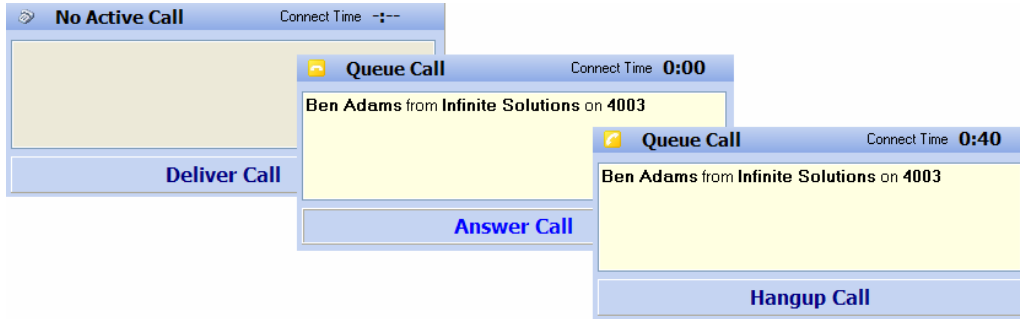 No Active Call Connect Time -:--
Deliver Call
Queue Call Connect Time 0:00
Ben Adams from Infinite Solutions on 4003
Answer Call
Queue Call Connect Time 0:40
Ben Adams from Infinite Solutions on 4003
Hangup Call